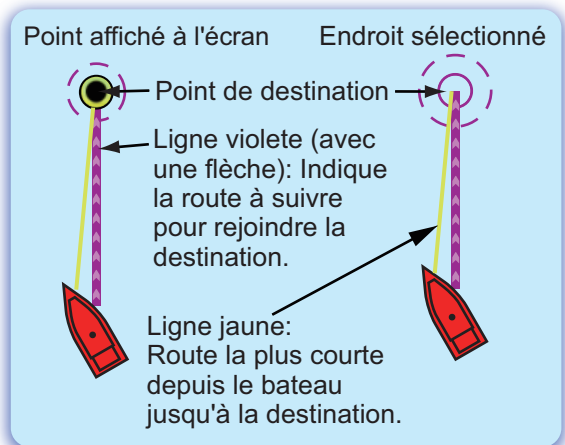 Point affiché à l'écran
Endroit sélectionné
Point de destination
Ligne violete (avec
une flèche): Indique
la route à suivre
pour rejoindre la
destination.
Ligne jaune:
Route la plus courte
depuis le bateau
jusqu'à la destination.